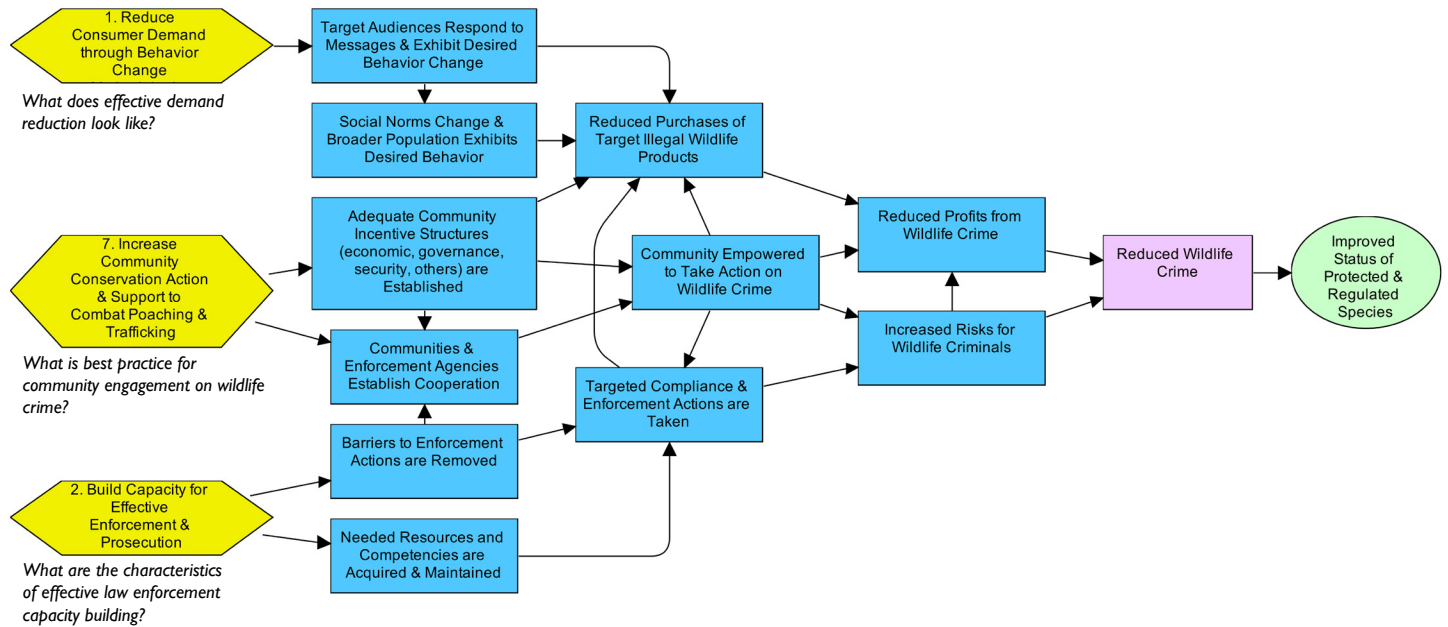 1. Reduce
Consumer Demand
through Behavior
Change
What does effective demand
reduction look like?
Target Audiences Respond to
Messages & Exhibit Desired
Behavior Change
Social Norms Change &
Broader Population Exhibits
Desired Behavior
Reduced Purchases of
Target Illegal Wildlife
Products
7. Increase
Community
Conservation Action
& Support to
Combat Poaching &
Trafficking
What is best practice for
community engagement on wildlife
crime?
Adequate Community
Incentive Structures
(economic, governance,
security, others) are
Established
Communities &
Enforcement Agencies
Establish Cooperation
Community Empowered
to Take Action on
Wildlife Crime
Reduced Profits from
Wildlife Crime
Increased Risks for
Wildlife Criminals
Reduced Wildlife
Crime
Improved
Status of
Protected &
Regulated
Species
Targeted Compliance &
Enforcement Actions are
Taken
2. Build Capacity for
Effective
Enforcement &
Prosecution
What are the characteristics
of effective law enforcement
capacity building?
Barriers to Enforcement
Actions are Removed
Needed Resources and
Competencies are
Acquired & Maintained